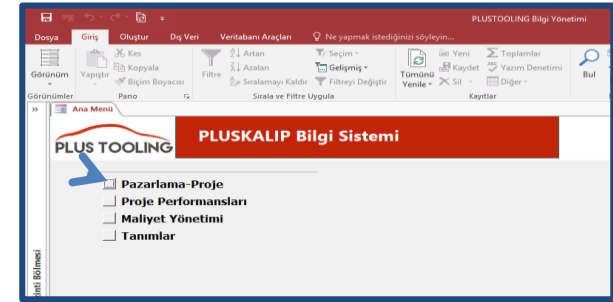 PLUSTOOLING Bilgi Yönetimi
Dosya Giriş Oluştur Dış Veri Veritabanı Araçları Ne yapmak istediğinizi söyleyin...
Görünüm Yapıştır Kes Kopyala Biçim Boyacısı
Filtre Artan Azalan Sıralamayı Kaldır Seçim Gelişmiş Filtreyi Değiştir
Tümünü Yenile Yeni Kaydet Sil Toplamlar Yazım Denetimi Diğer Bul
Görünümler Pano Sırala ve Filtre Uygula Kayıtlar
Ana Menü
PLUS TOOLING
PLUSKALIP Bilgi Sistemi
Pazarlama-Proje
Proje Performansları
Maliyet Yönetimi
Tanımlar